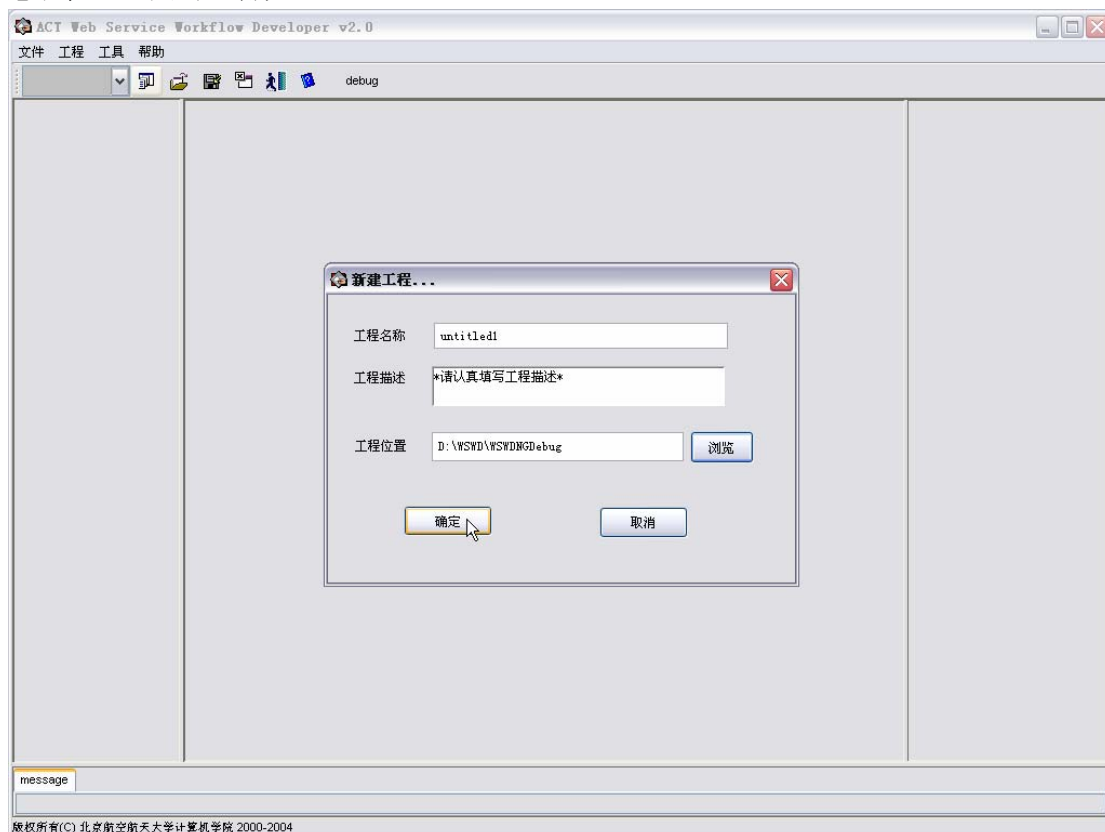 ACT Web Service Workflow Developer v2.0
文件 工程 工具 帮助
debug
新建工程...
工程名称 untitled1
工程描述 *请认真填写工程描述*
工程位置 D:\WSWD\WSWDNGDebug 浏览
确定 取消
message
版权所有(C) 北京航空航天大学计算机学院 2000-2004